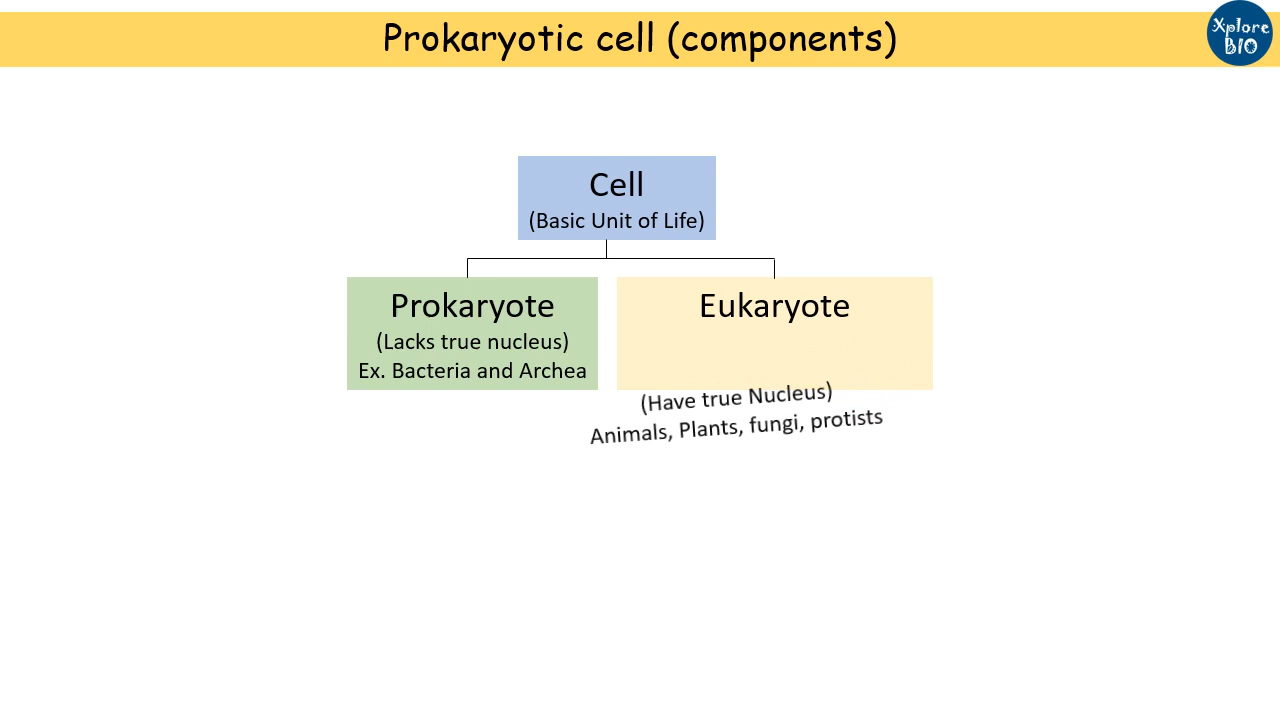 Prokaryotic cell (components)
Xplore
BIO
Cell
(Basic Unit of Life)
Prokaryote
(Lacks true nucleus)
Ex. Bacteria and Archea
Eukaryote
(Have true Nucleus)
Animals, Plants, fungi, protists